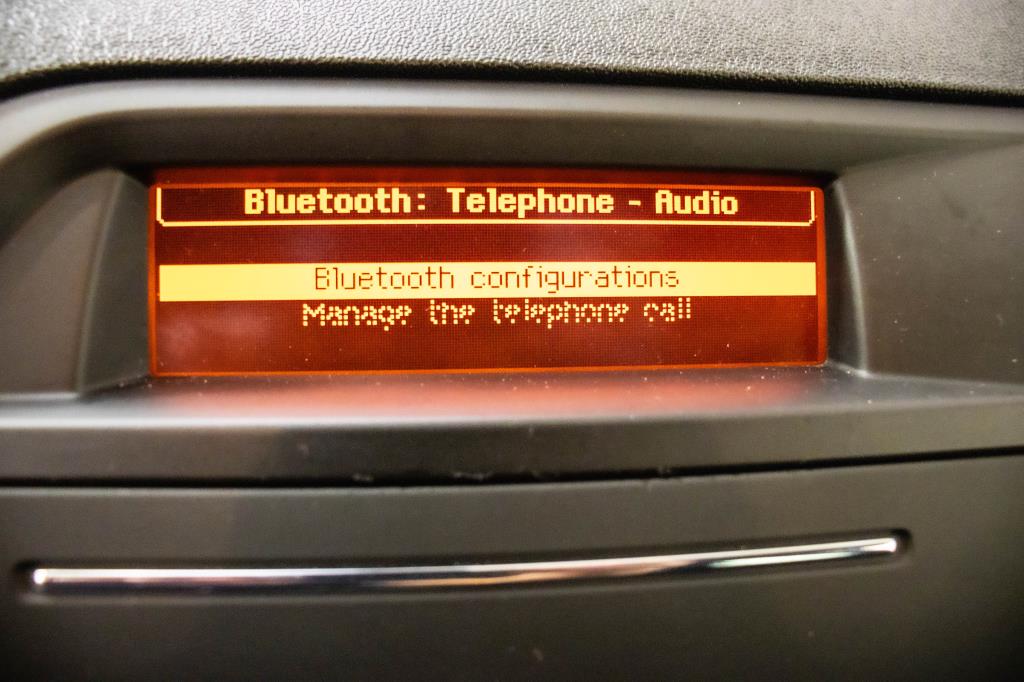 Bluetooth: Telephone - Audio
Bluetooth configurations
Manage the telephone call